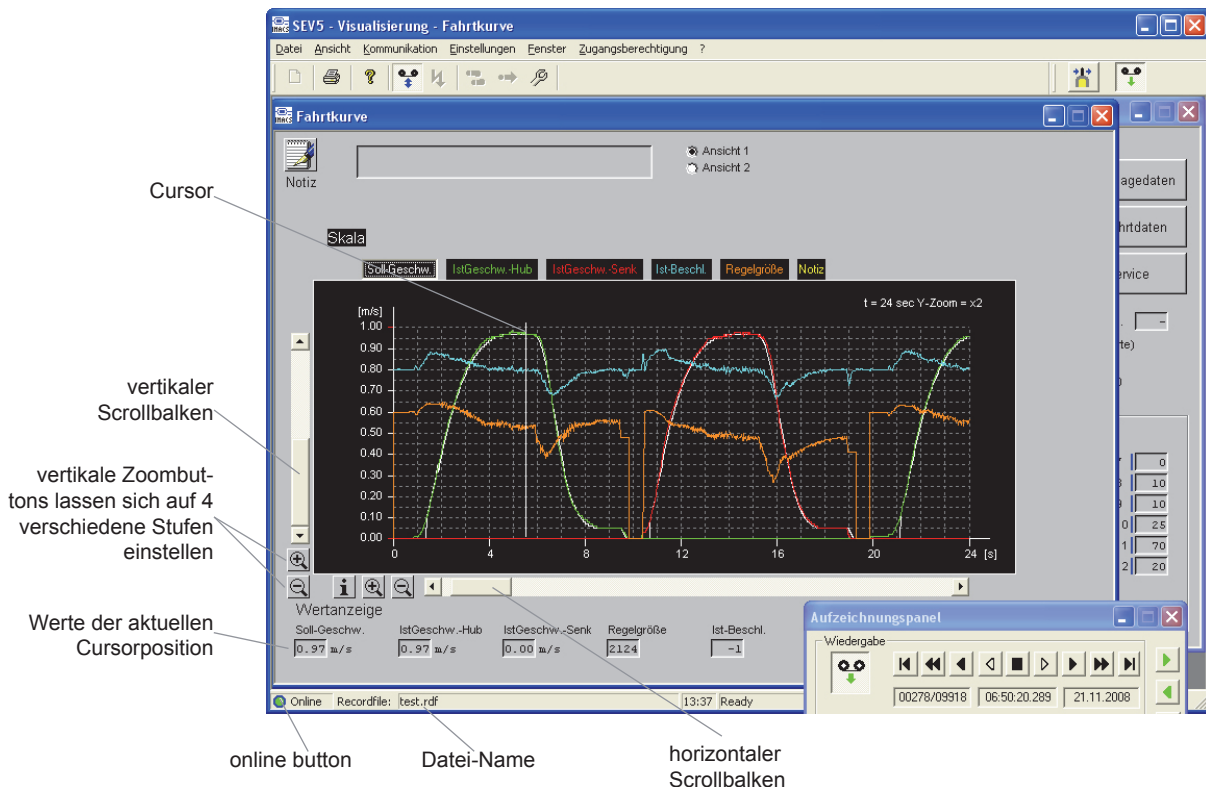 SEV5 - Visualisierung - Fahrtkurve
Datei Ansicht Kommunikation Einstellungen Fenster Zugangsberechtigung ?
Fahrtkurve
Notiz
Ansicht 1
Ansicht 2
Cursor
Skala
Soll-Geschw. IstGeschw.-Hub IstGeschw.-Senk Ist-Beschl. Regelgröße Notiz
t = 24 sec Y-Zoom = x2
[m/s]
1.00
0.90
0.80
0.70
0.60
0.50
0.40
0.30
0.20
0.10
0.00
0 4 8 12 16 20 24 [s]
vertikaler
Scrollbalken
vertikale Zoombut-
tons lassen sich auf 4
verschiedene Stufen
einstellen
Werte der aktuellen
Cursorposition
Wertanzeige
Soll-Geschw. IstGeschw.-Hub IstGeschw.-Senk Regelgröße Ist-Beschl.
0.97 m/s 0.97 m/s 0.00 m/s 2124 -1
Online Recordfile: test.rdf 13:37 Ready
agedaten
hrtdaten
ervice
. -
te)
0
10
10
0 25
1 70
2 20
Aufzeichnungspanel
Wiedergabe
00278/09918 06:50:20.289 21.11.2008
online button
Datei-Name
horizontaler
Scrollbalken